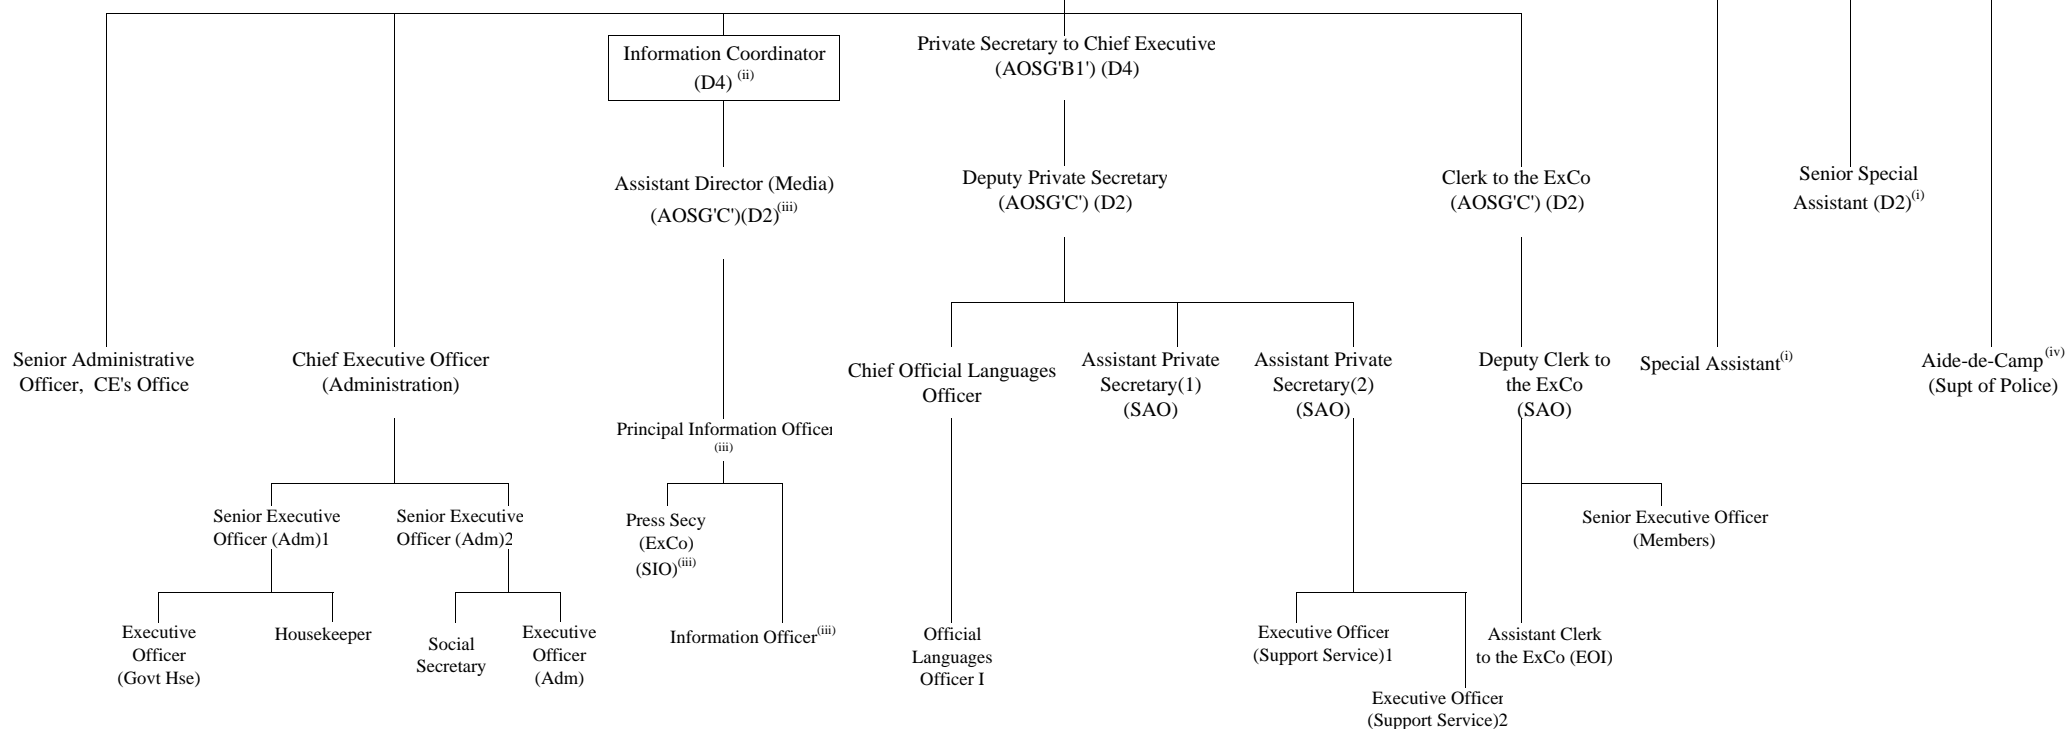 Information Coordinator
(D4) (ii)
Private Secretary to Chief Executive
(AOSG'B1') (D4)
Assistant Director (Media)
(AOSG'C')(D2)(iii)
Deputy Private Secretary
(AOSG'C') (D2)
Clerk to the ExCo
(AOSG'C') (D2)
Senior Special
Assistant (D2)(i)
Senior Administrative
Officer, CE's Office
Chief Executive Officer
(Administration)
Chief Official Languages
Officer
Assistant Private
Secretary(1)
(SAO)
Assistant Private
Secretary(2)
(SAO)
Deputy Clerk to
the ExCo
(SAO)
Special Assistant(i)
Aide-de-Camp(iv)
(Supt of Police)
Principal Information Officer
(iii)
Senior Executive
Officer (Adm)1
Senior Executive
Officer (Adm)2
Press Secy
(ExCo)
(SIO)(iii)
Senior Executive Officer
(Members)
Executive
Officer
(Govt Hse)
Housekeeper
Social
Secretary
Executive
Officer
(Adm)
Information Officer(iii)
Official
Languages
Officer I
Executive Officer
(Support Service)1
Assistant Clerk
to the ExCo (EOI)
Executive Officer
(Support Service)2